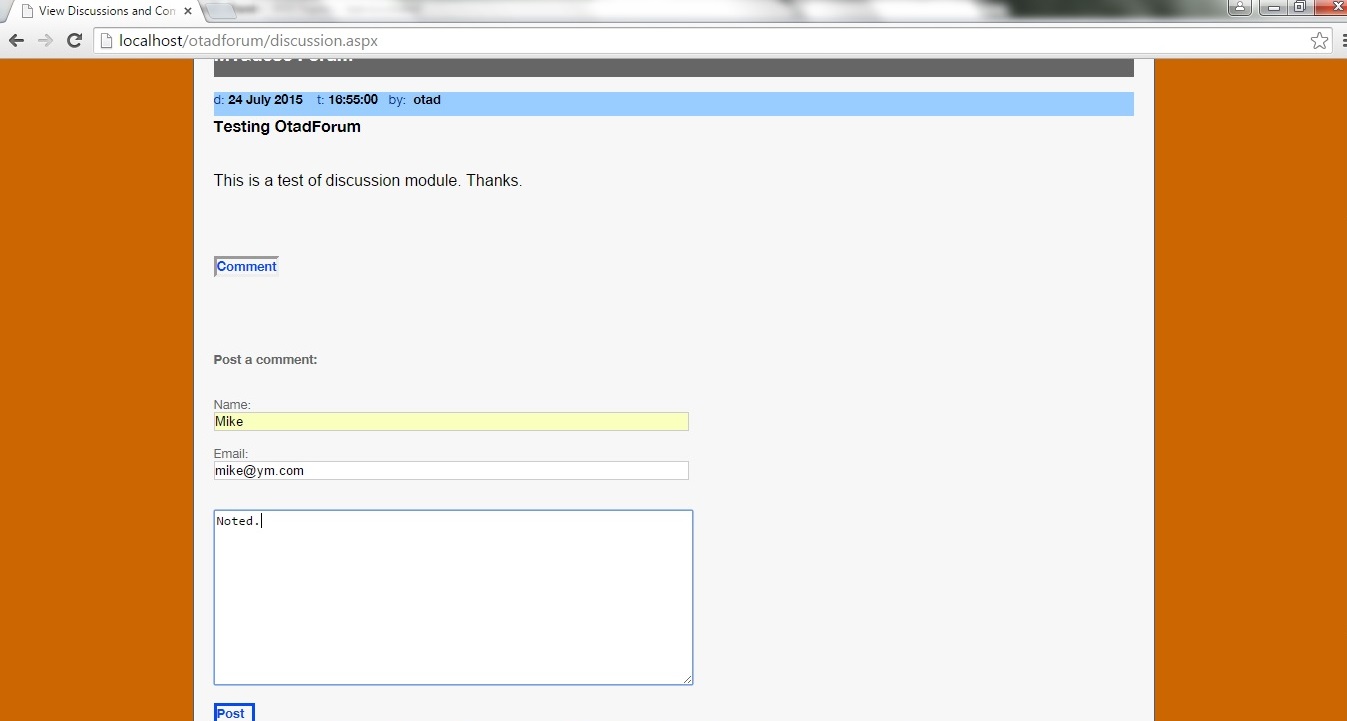 View Discussions and Con
localhost/otadforum/discussion.aspx
Forum
d: 24 July 2015 t: 16:55:00 by: otad
Testing OtadForum
This is a test of discussion module. Thanks.
Comment
Post a comment:
Name:
Mike
Email:
mike@ym.com
Noted.
Post